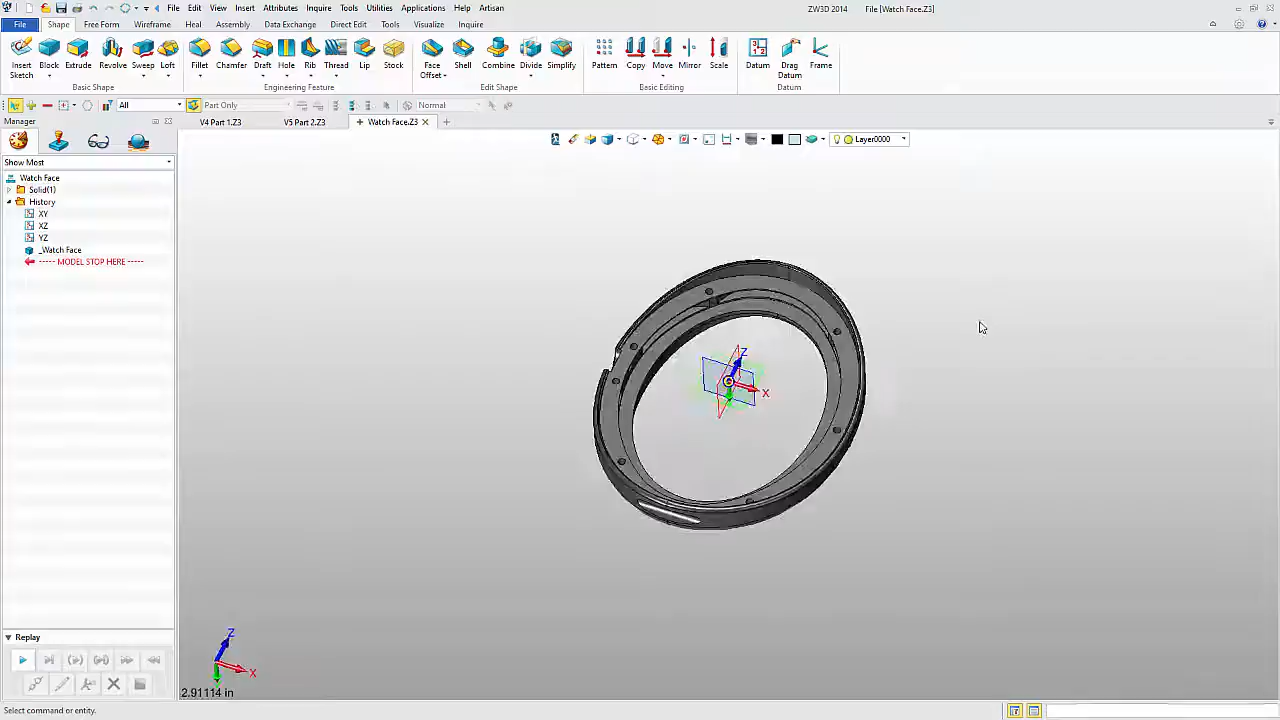 File Edit View Insert Attributes Inquire Tools Utilities Applications Help Artisan ZW3D 2014 File [Watch Face.Z3]
File Shape Free Form Wireframe Heal Assembly Data Exchange Direct Edit Tools Visualize Inquire
Insert Sketch Block Extrude Revolve Sweep Loft Fillet Chamfer Draft Hole Rib Thread Lip Stock Face Offset Shell Combine Divide Simplify Pattern Copy Move Mirror Scale Datum Drag Datum Frame
Basic Shape Engineering Feature Edit Shape Basic Editing Datum
All Part Only Normal
Manager V4 Part 1.Z3 V5 Part 2.Z3 Watch Face.Z3
Layer0000
Show Most
Watch Face
Solid(1)
History
XY
XZ
YZ
_Watch Face
----- MODEL STOP HERE -----
Z
X
Replay
Z
X
2.91114 in
Select command or entity.